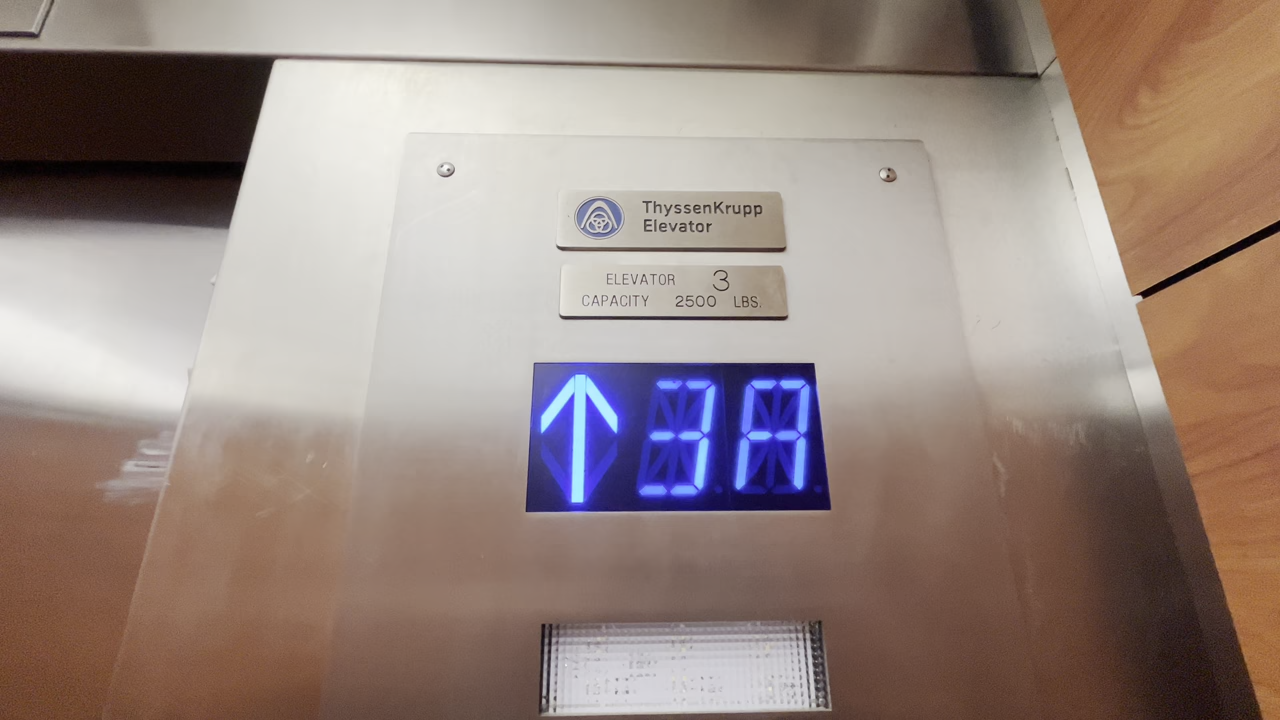 ThyssenKrupp
Elevator
ELEVATOR 3
CAPACITY 2500 LBS.
↑ 3A